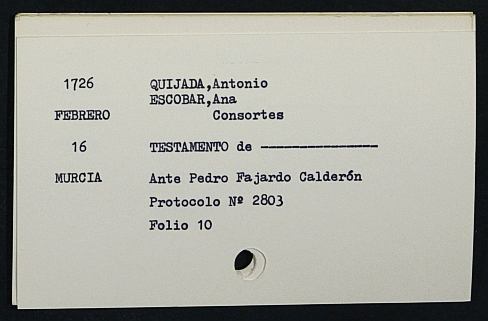 1726 QUIJADA,Antonio
ESCOBAR,Ana
FEBRERO Consortes
16 TESTAMENTO de ---------------
MURCIA Ante Pedro Fajardo Calderón
Protocolo Nº 2803
Folio 10